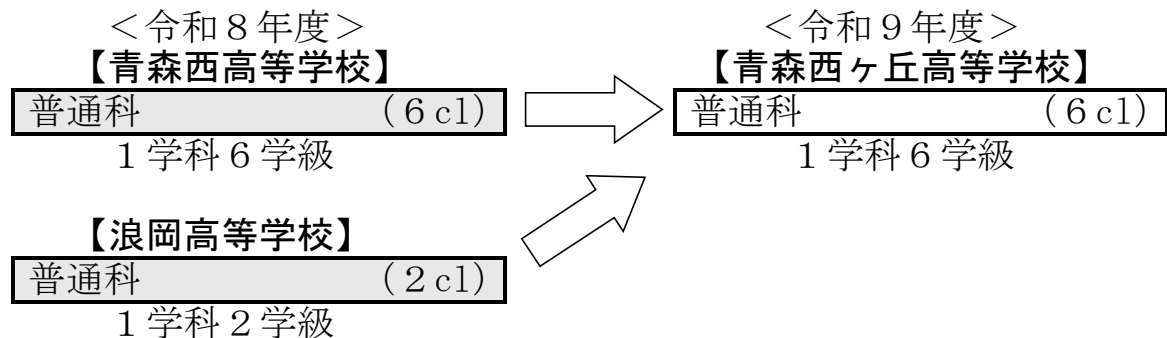 ＜令和８年度＞
【青森西高等学校】
普通科　（６cl）
１学科６学級
【浪岡高等学校】
普通科　（２cl）
１学科２学級
＜令和９年度＞
【青森西ヶ丘高等学校】
普通科　（６cl）
１学科６学級